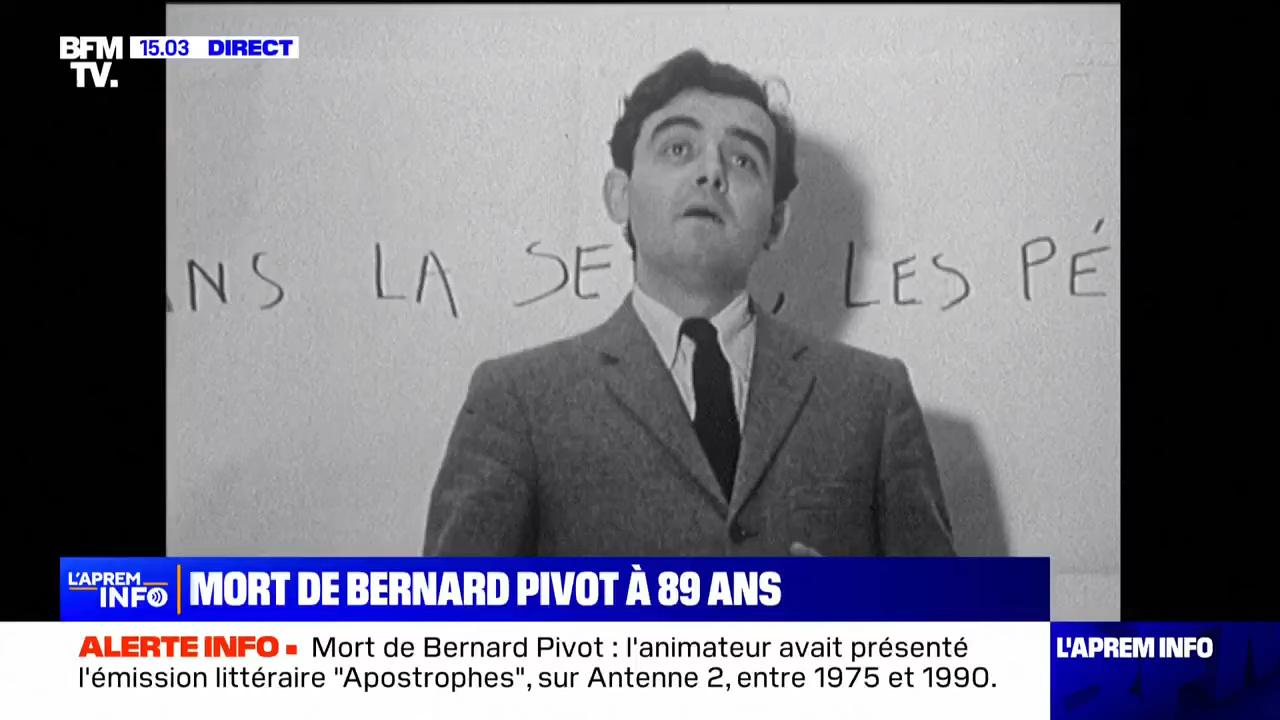 BFM 15.03 DIRECT
TV.
ANS LA SE , LES PÉ
L'APREM INFO MORT DE BERNARD PIVOT À 89 ANS
ALERTE INFO ▪ Mort de Bernard Pivot : l'animateur avait présenté
l'émission littéraire "Apostrophes", sur Antenne 2, entre 1975 et 1990.
L'APREM INFO